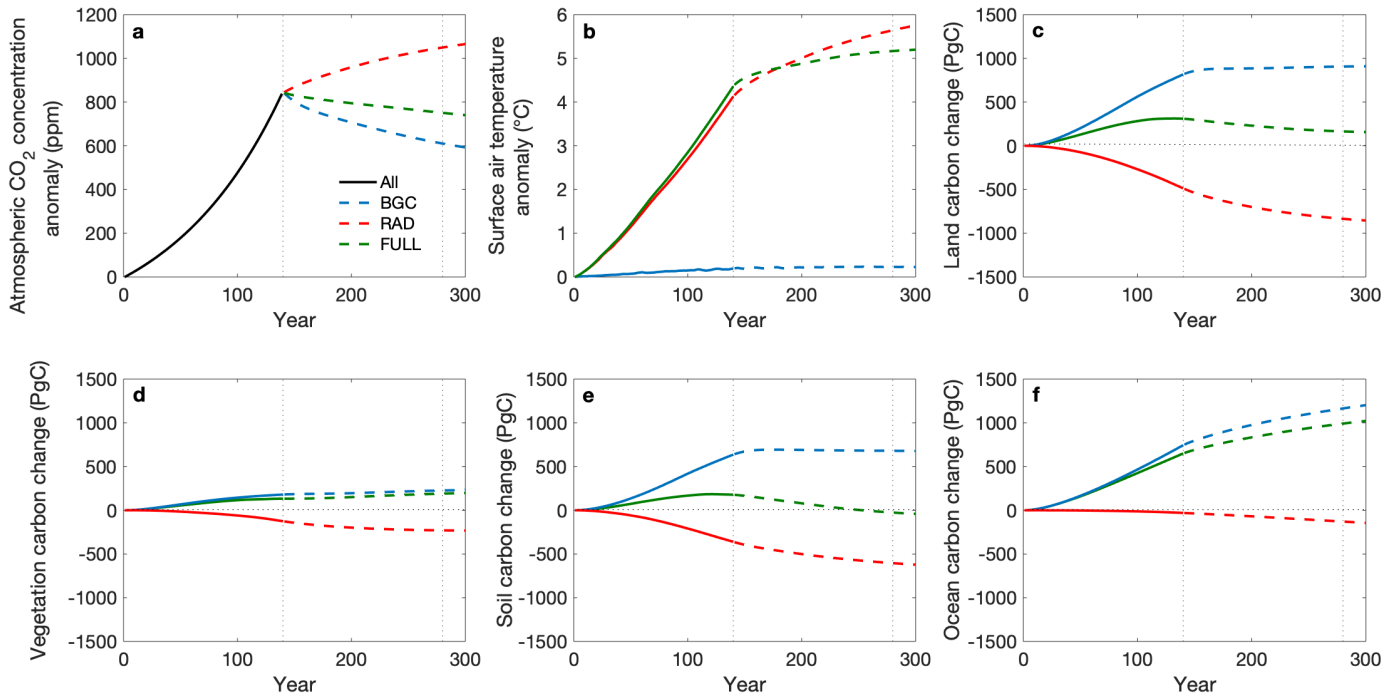 a
Atmospheric CO2 concentration
anomaly (ppm)
1200
1000
800
600
400
200
0
All
BGC
RAD
FULL
0
100
200
300
Year
b
Surface air temperature
anomaly (°C)
6
5
4
3
2
1
0
0
100
200
300
Year
c
Land carbon change (PgC)
1500
1000
500
0
-500
-1000
-1500
0
100
200
300
Year
d
Vegetation carbon change (PgC)
1500
1000
500
0
-500
-1000
-1500
0
100
200
300
Year
e
Soil carbon change (PgC)
1500
1000
500
0
-500
-1000
-1500
0
100
200
300
Year
f
Ocean carbon change (PgC)
1500
1000
500
0
-500
-1000
-1500
0
100
200
300
Year